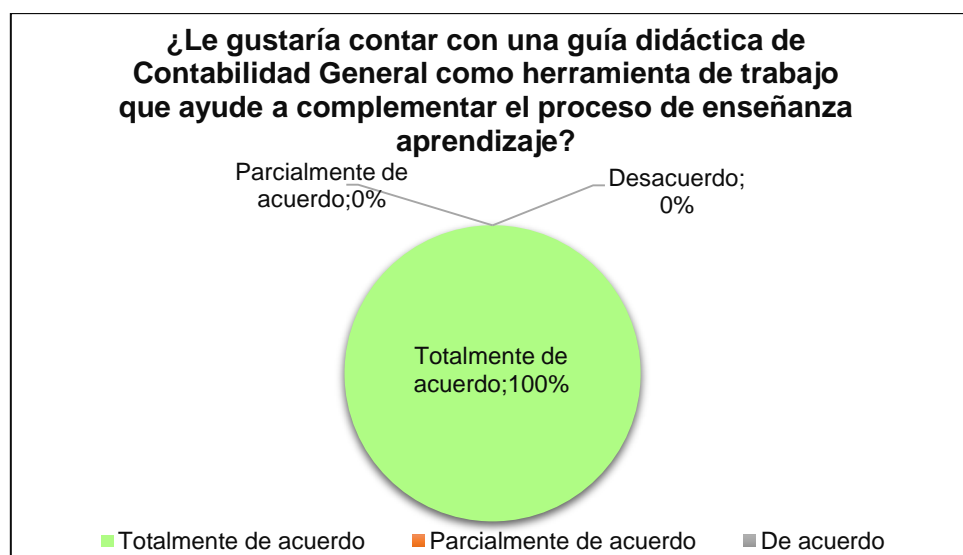 ¿Le gustaría contar con una guía didáctica de
Contabilidad General como herramienta de trabajo
que ayude a complementar el proceso de enseñanza
aprendizaje?
Parcialmente de
acuerdo;0%
Desacuerdo;
0%
Totalmente de
acuerdo;100%
Totalmente de acuerdo
Parcialmente de acuerdo
De acuerdo